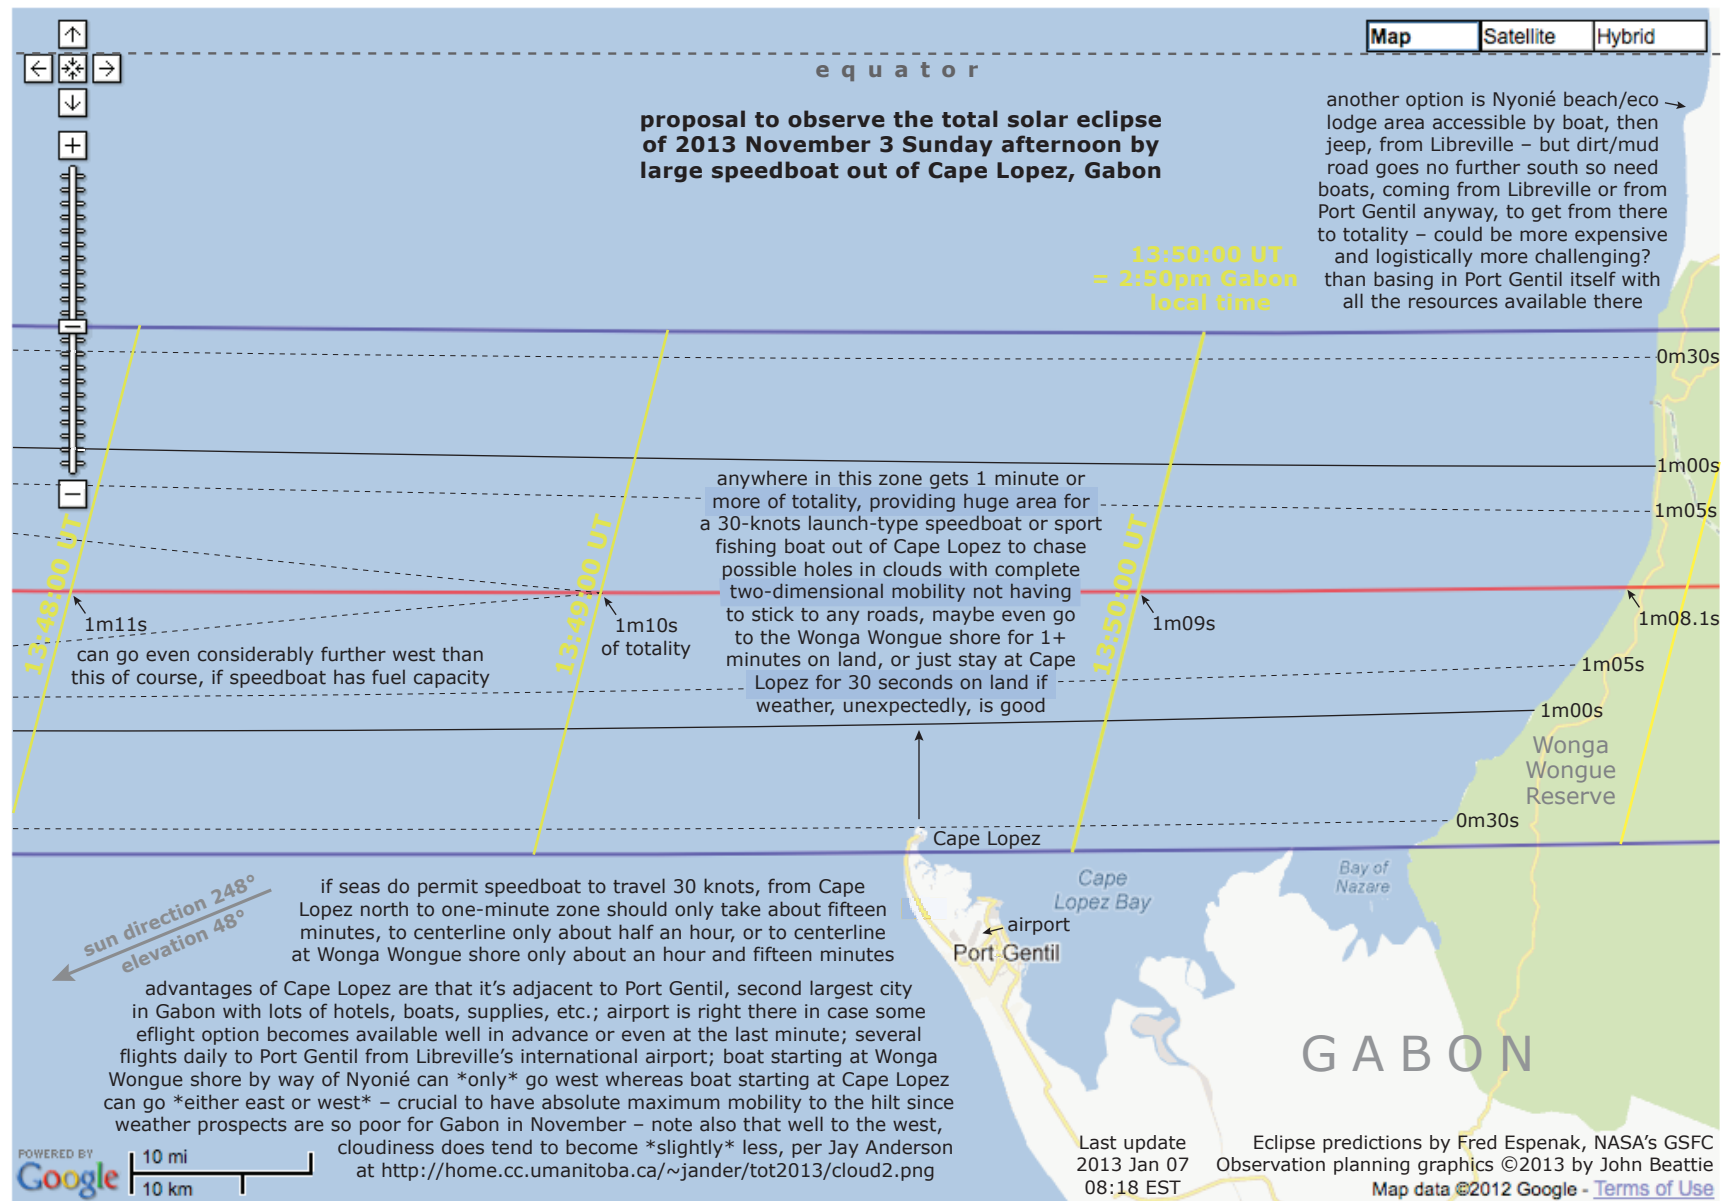 Map
Satellite
Hybrid
equator
proposal to observe the total solar eclipse
of 2013 November 3 Sunday afternoon by
large speedboat out of Cape Lopez, Gabon
another option is Nyonié beach/eco
lodge area accessible by boat, then
jeep, from Libreville – but dirt/mud
road goes no further south so need
boats, coming from Libreville or from
Port Gentil anyway, to get from there
to totality – could be more expensive
and logistically more challenging?
than basing in Port Gentil itself with
all the resources available there
13:50:00 UT
= 2:50pm Gabon
local time
0m30s
1m00s
1m05s
anywhere in this zone gets 1 minute or
more of totality, providing huge area for
a 30-knots launch-type speedboat or sport
fishing boat out of Cape Lopez to chase
possible holes in clouds with complete
two-dimensional mobility not having
to stick to any roads, maybe even go
to the Wonga Wongue shore for 1+
minutes on land, or just stay at Cape
Lopez for 30 seconds on land if
weather, unexpectedly, is good
13:48:00 UT
13:49:00 UT
13:50:00 UT
1m11s
1m10s
of totality
1m09s
1m08.1s
can go even considerably further west than
this of course, if speedboat has fuel capacity
1m05s
1m00s
Wonga
Wongue
Reserve
0m30s
Cape Lopez
Cape
Lopez Bay
Bay of
Nazare
sun direction 248°
elevation 48°
if seas do permit speedboat to travel 30 knots, from Cape
Lopez north to one-minute zone should only take about fifteen
minutes, to centerline only about half an hour, or to centerline
at Wonga Wongue shore only about an hour and fifteen minutes
airport
Port Gentil
advantages of Cape Lopez are that it's adjacent to Port Gentil, second largest city
in Gabon with lots of hotels, boats, supplies, etc.; airport is right there in case some
eflight option becomes available well in advance or even at the last minute; several
flights daily to Port Gentil from Libreville's international airport; boat starting at Wonga
Wongue shore by way of Nyonié can *only* go west whereas boat starting at Cape Lopez
can go *either east or west* – crucial to have absolute maximum mobility to the hilt since
weather prospects are so poor for Gabon in November – note also that well to the west,
cloudiness does tend to become *slightly* less, per Jay Anderson
at http://home.cc.umanitoba.ca/~jander/tot2013/cloud2.png
GABON
POWERED BY
Google
10 mi
10 km
Last update
2013 Jan 07
08:18 EST
Eclipse predictions by Fred Espenak, NASA's GSFC
Observation planning graphics ©2013 by John Beattie
Map data ©2012 Google - Terms of Use